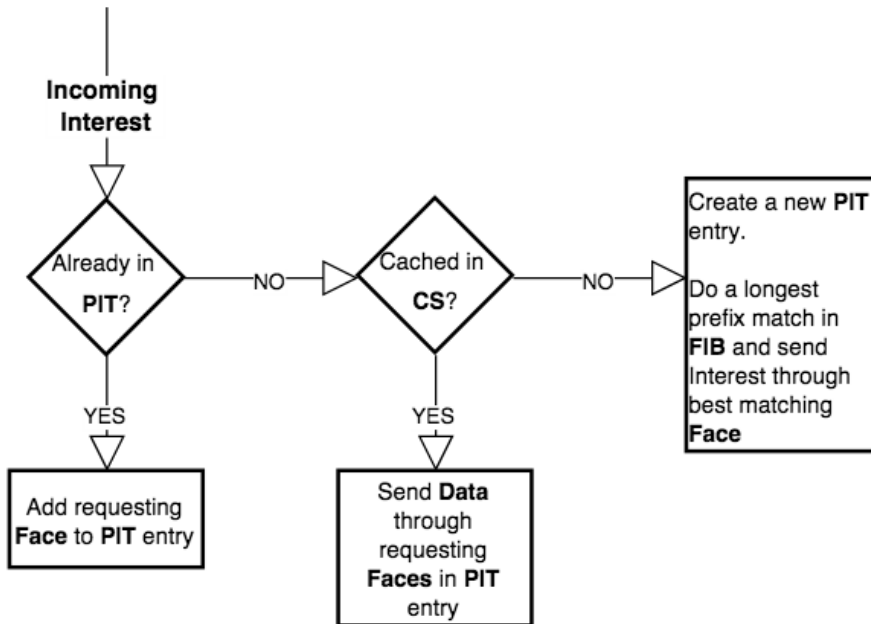 Incoming
Interest
Already in
PIT?
NO
Cached in
CS?
NO
Create a new PIT
entry.
Do a longest
prefix match in
FIB and send
Interest through
best matching
Face
YES
YES
Add requesting
Face to PIT entry
Send Data
through
requesting
Faces in PIT
entry